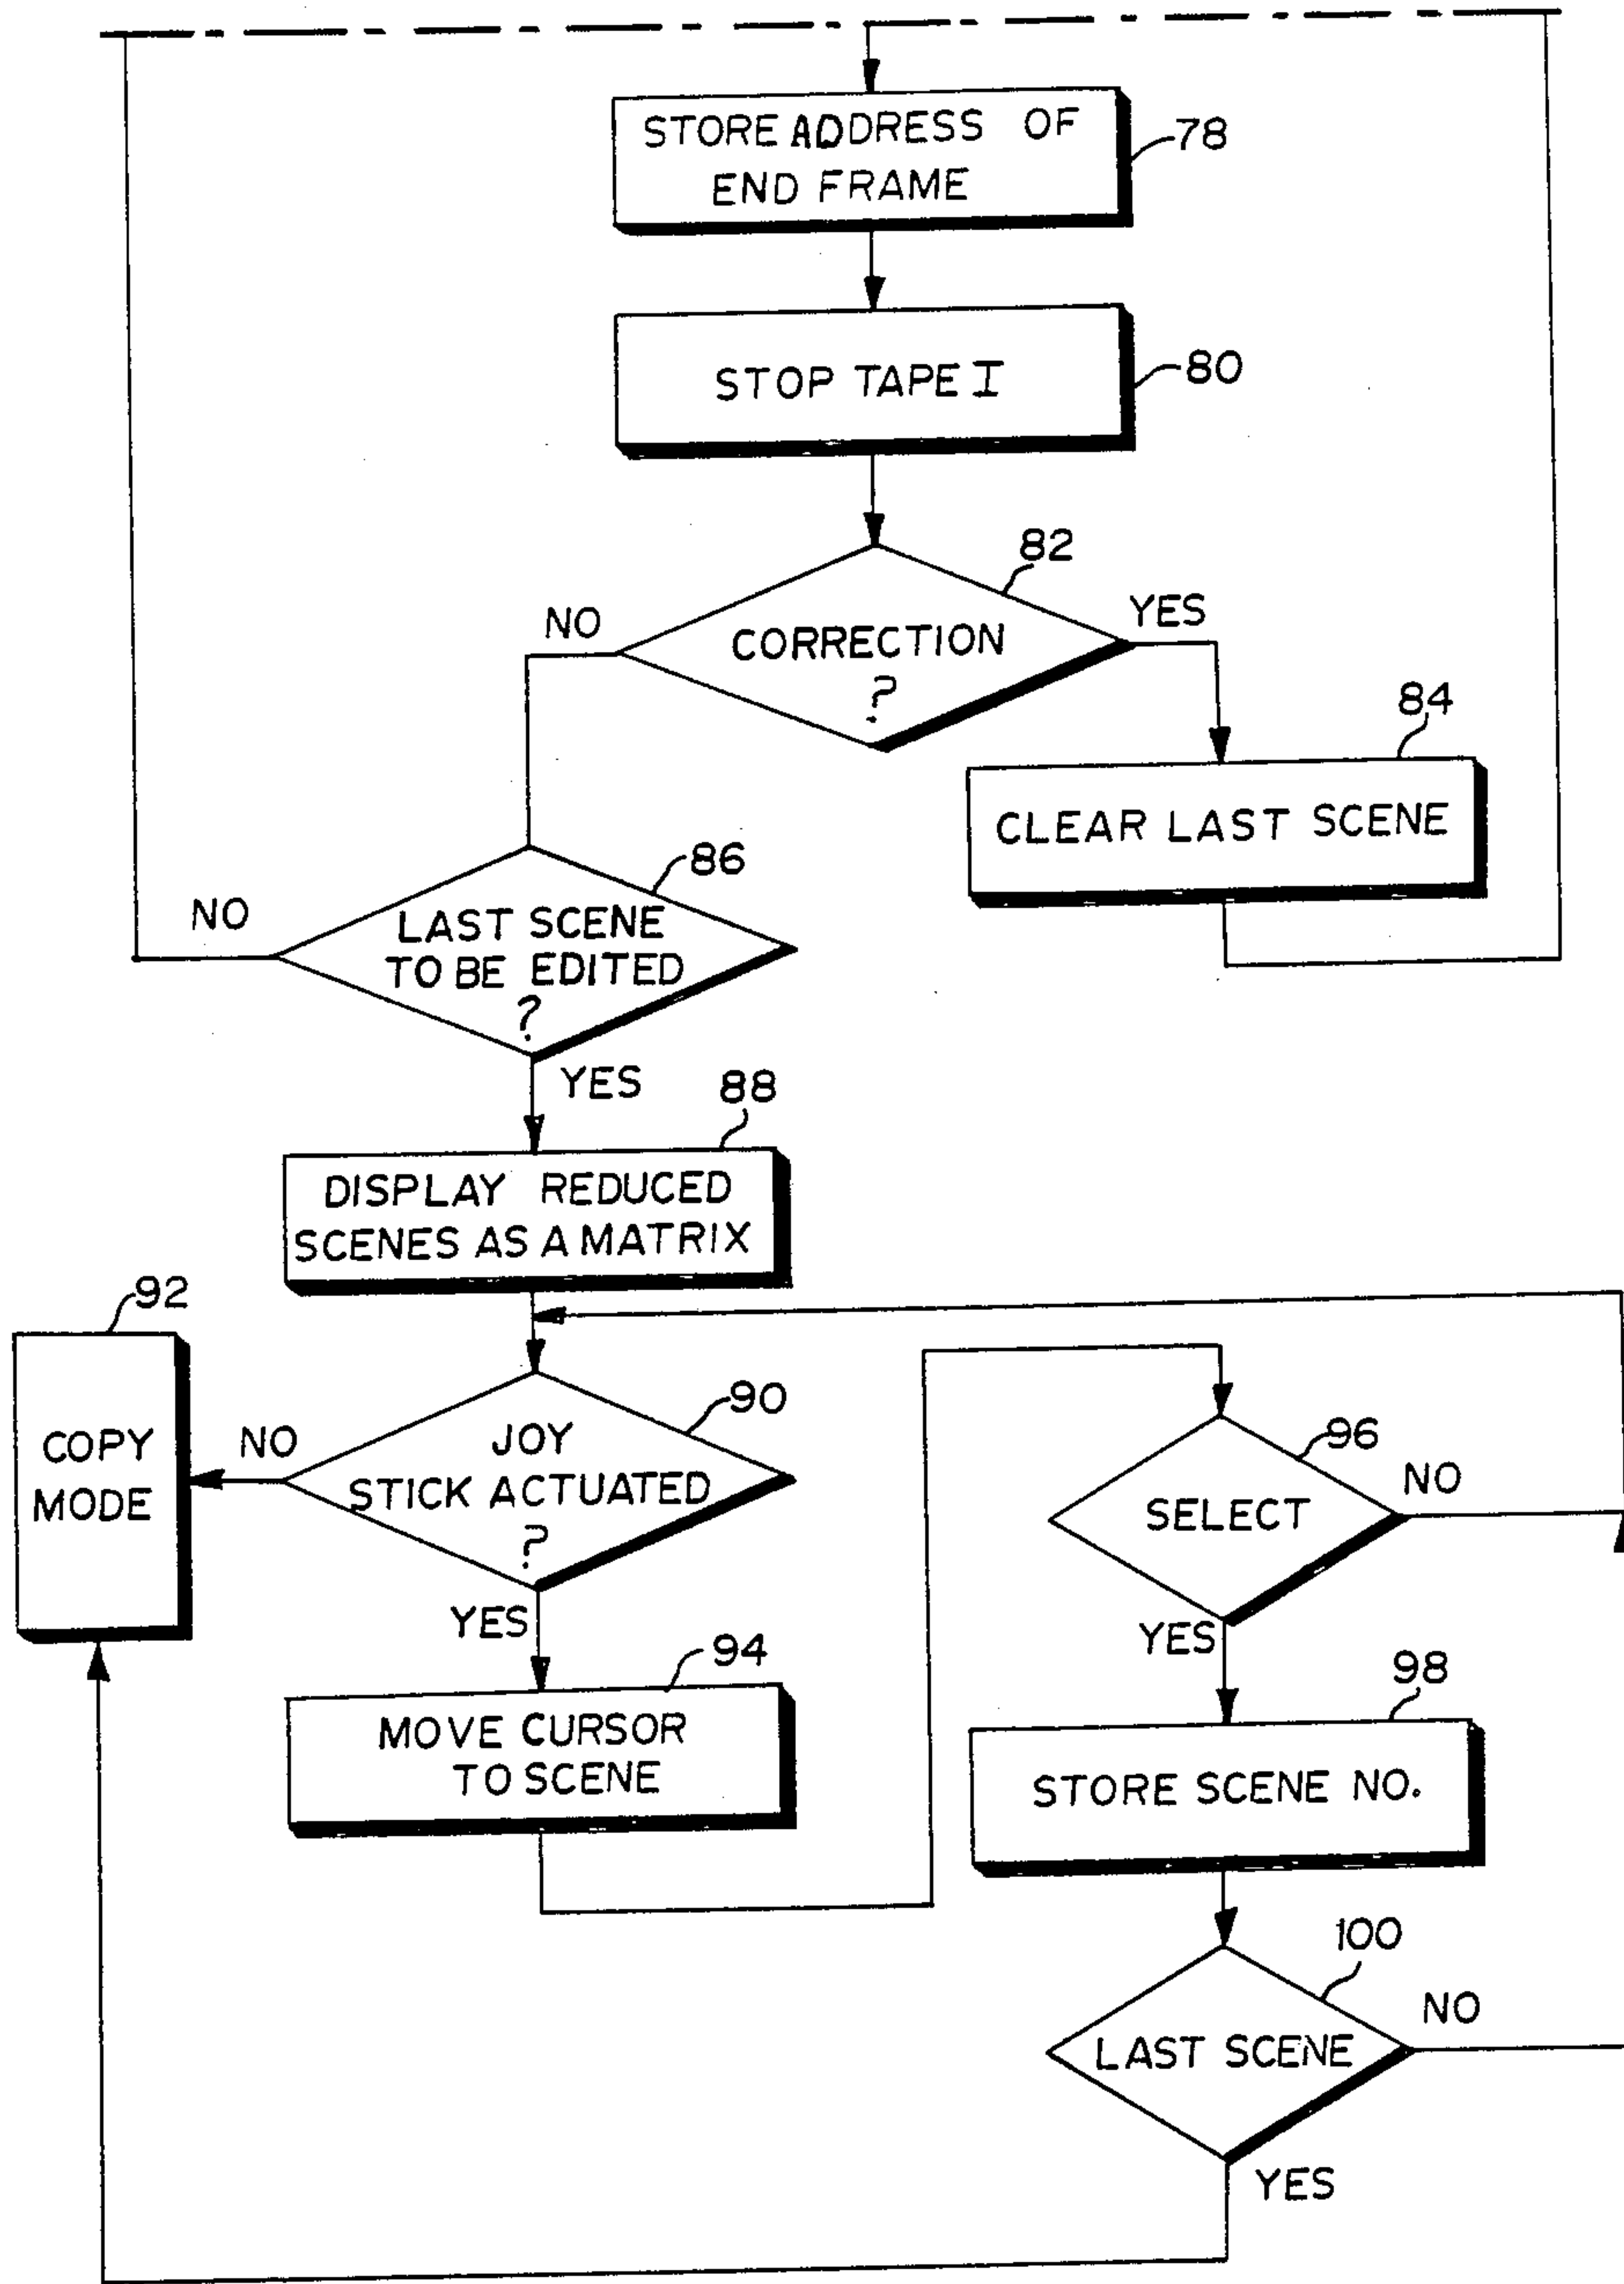 STORE ADDRESS OF
END FRAME
78
STOP TAPE I
80
82
NO
CORRECTION
?
YES
84
CLEAR LAST SCENE
86
NO
LAST SCENE
TO BE EDITED
?
YES
88
DISPLAY REDUCED
SCENES AS A MATRIX
92
COPY
MODE
NO
90
JOY
STICK ACTUATED
?
YES
94
MOVE CURSOR
TO SCENE
96
SELECT
NO
YES
98
STORE SCENE NO.
100
LAST SCENE
NO
YES